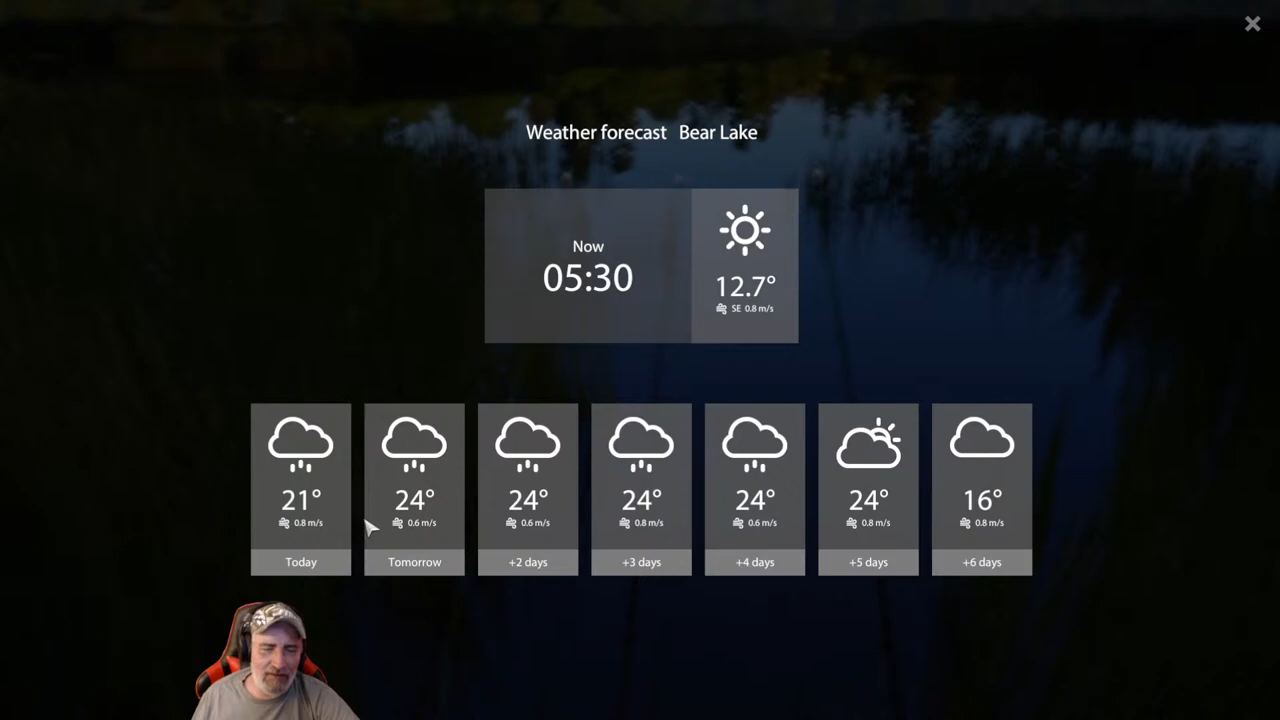 Weather forecast Bear Lake
Now
05:30
12.7°
SE 0.8 m/s
21° 24° 24° 24° 24° 24° 16°
0.8 m/s 0.6 m/s 0.6 m/s 0.8 m/s 0.6 m/s 0.8 m/s 0.8 m/s
Today Tomorrow +2 days +3 days +4 days +5 days +6 days